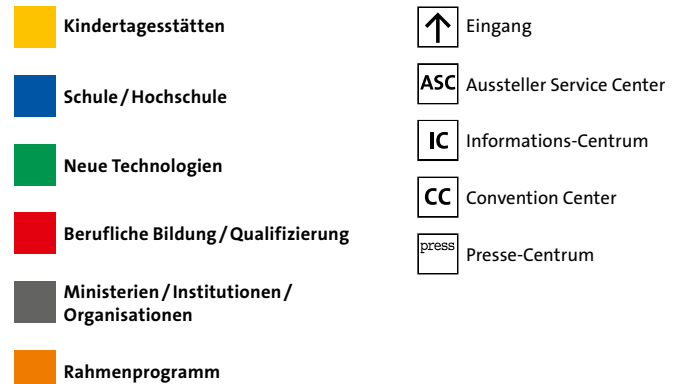 Kindertagesstätten
Schule / Hochschule
Neue Technologien
Berufliche Bildung / Qualifizierung
Ministerien / Institutionen /
Organisationen
Rahmenprogramm
Eingang
ASC Aussteller Service Center
IC Informations-Centrum
CC Convention Center
press Presse-Centrum